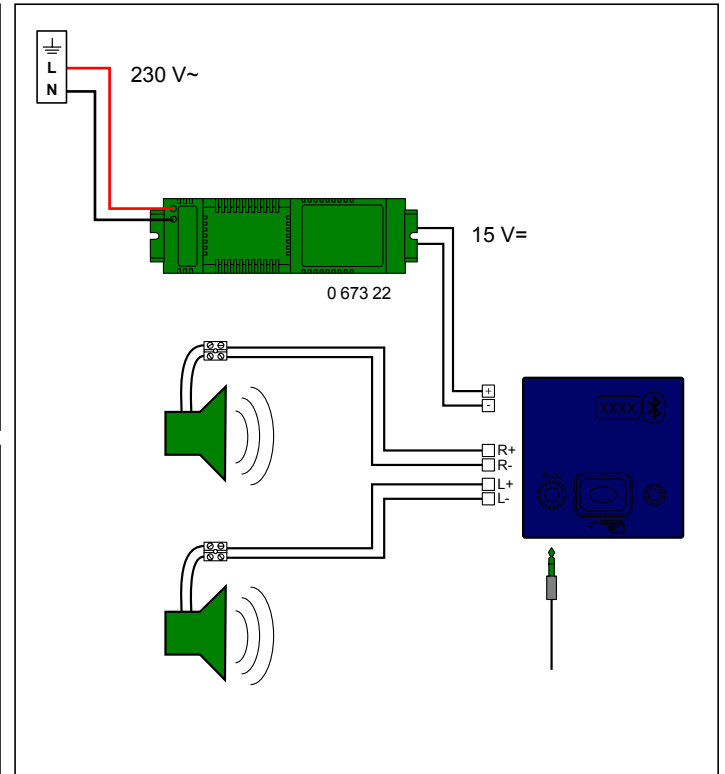 L
N
230 V~
15 V=
0 673 22
+
-
XXXX
R+
R-
L+
L-
Aux.